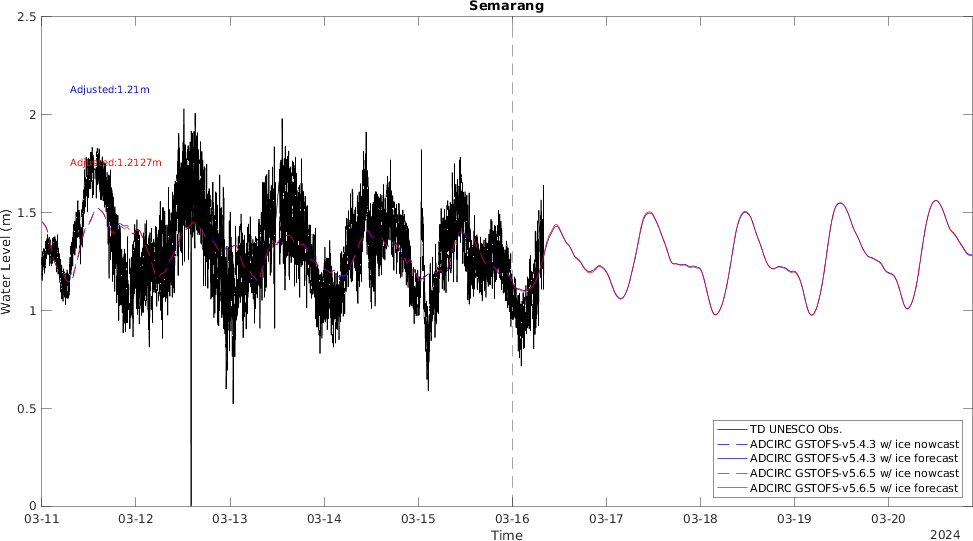 Semarang
2.5
2
1.5
1
0.5
0
Water Level (m)
Adjusted:1.21m
Adjusted:1.2127m
TD UNESCO Obs.
ADCIRC GSTOFS-v5.4.3 w/ ice nowcast
ADCIRC GSTOFS-v5.4.3 w/ ice forecast
ADCIRC GSTOFS-v5.6.5 w/ ice nowcast
ADCIRC GSTOFS-v5.6.5 w/ ice forecast
03-11 03-12 03-13 03-14 03-15 03-16 03-17 03-18 03-19 03-20
Time
2024